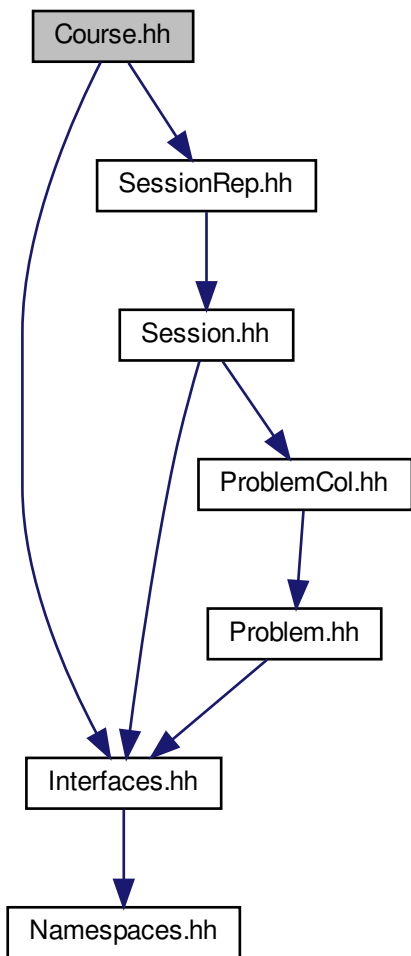 Course.hh
SessionRep.hh
Session.hh
ProblemCol.hh
Problem.hh
Interfaces.hh
Namespaces.hh